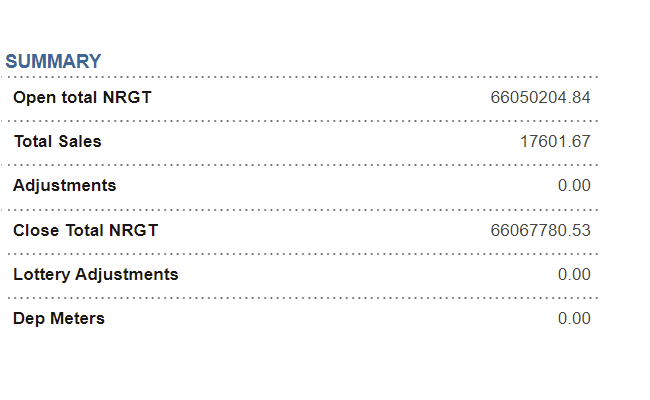 SUMMARY
Open total NRGT 66050204.84
Total Sales 17601.67
Adjustments 0.00
Close Total NRGT 66067780.53
Lottery Adjustments 0.00
Dep Meters 0.00